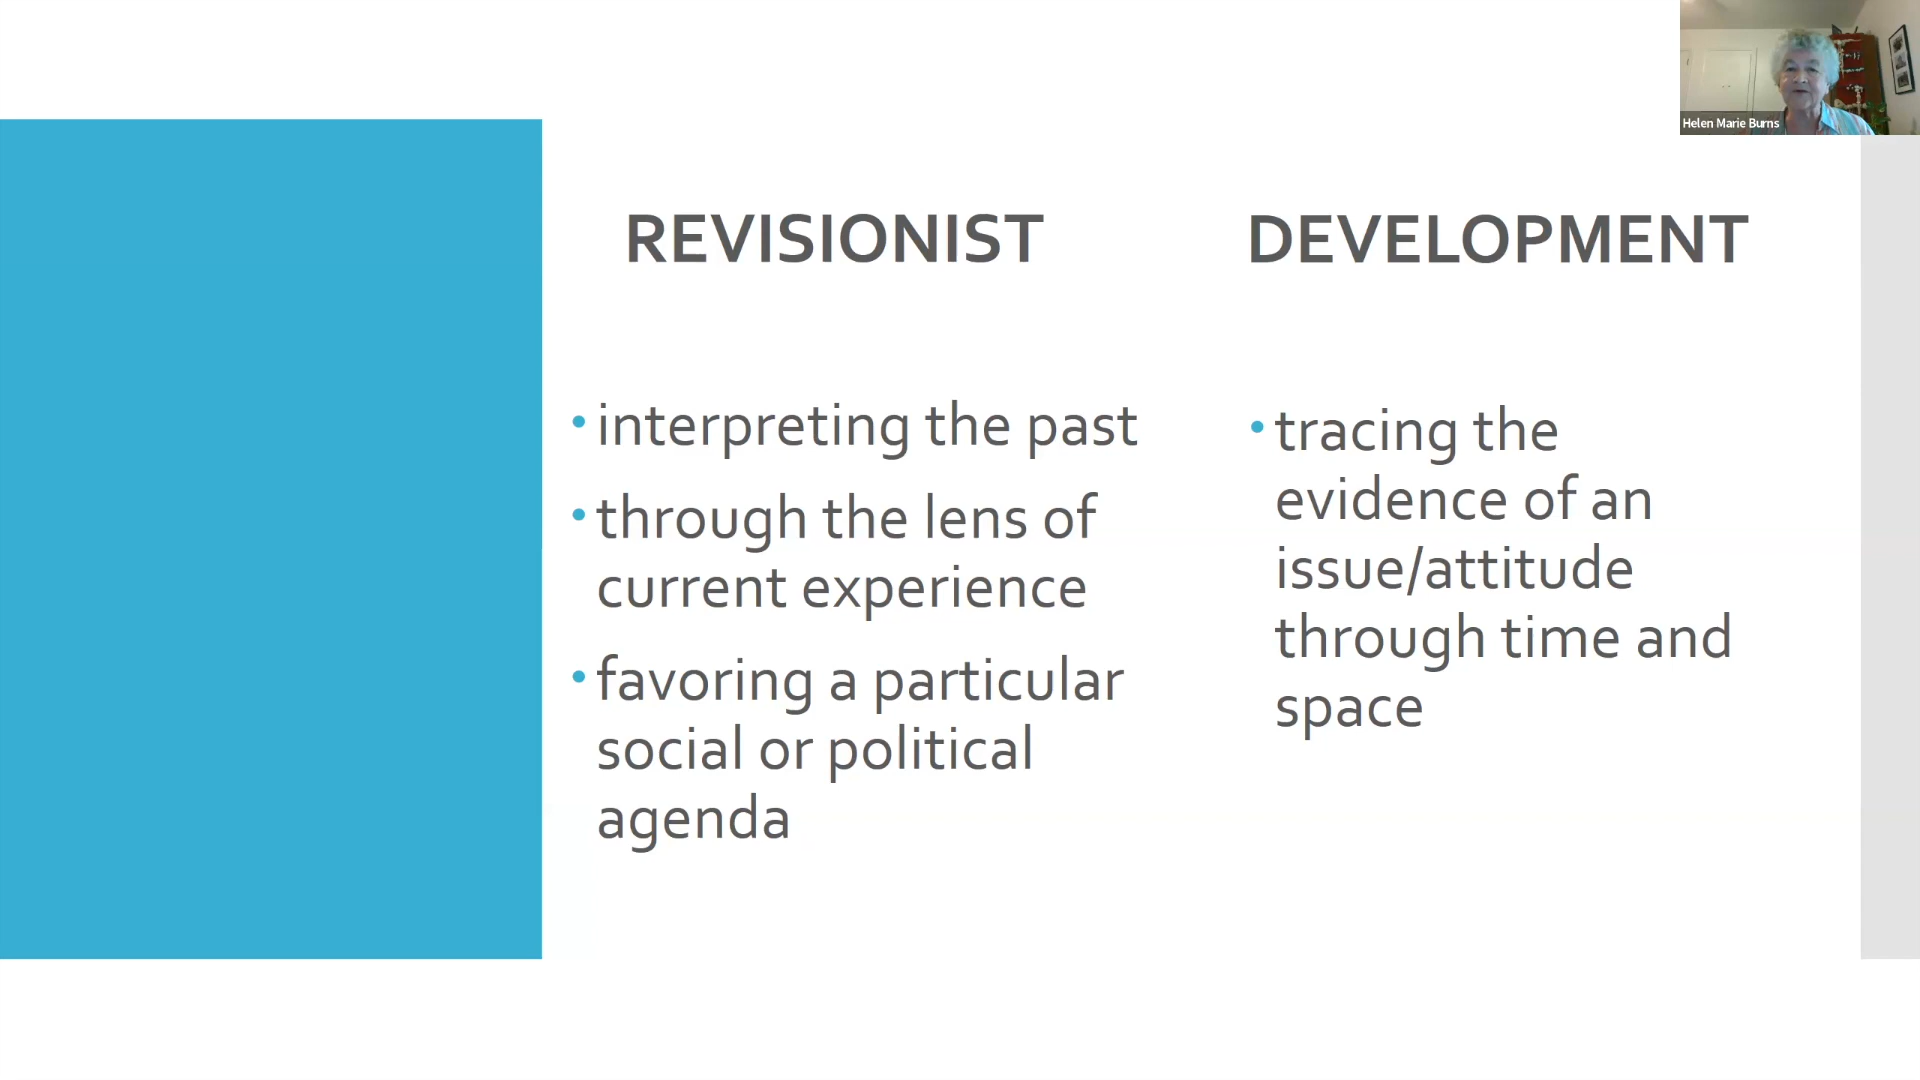 Helen Marie Burns
REVISIONIST
interpreting the past
through the lens of
current experience
favoring a particular
social or political
agenda
DEVELOPMENT
tracing the
evidence of an
issue/attitude
through time and
space